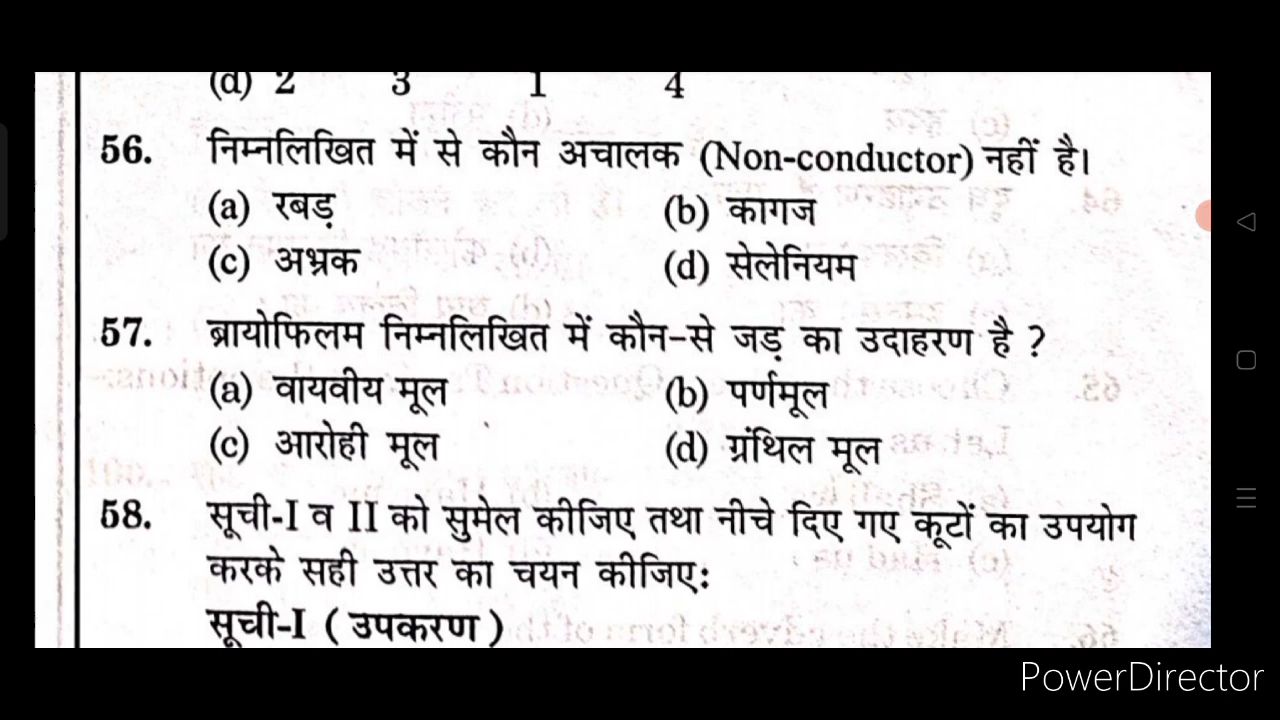 (d) 2 3 1 4
56. निम्नलिखित में से कौन अचालक (Non-conductor) नहीं है।
(a) रबड़ (b) कागज
(c) अभ्रक (d) सेलेनियम
57. ब्रायोफिलम निम्नलिखित में कौन-से जड़ का उदाहरण है ?
(a) वायवीय मूल (b) पर्णमूल
(c) आरोही मूल (d) ग्रंथिल मूल
58. सूची-I व II को सुमेल कीजिए तथा नीचे दिए गए कूटों का उपयोग
करके सही उत्तर का चयन कीजिए:
सूची-I ( उपकरण )
PowerDirector